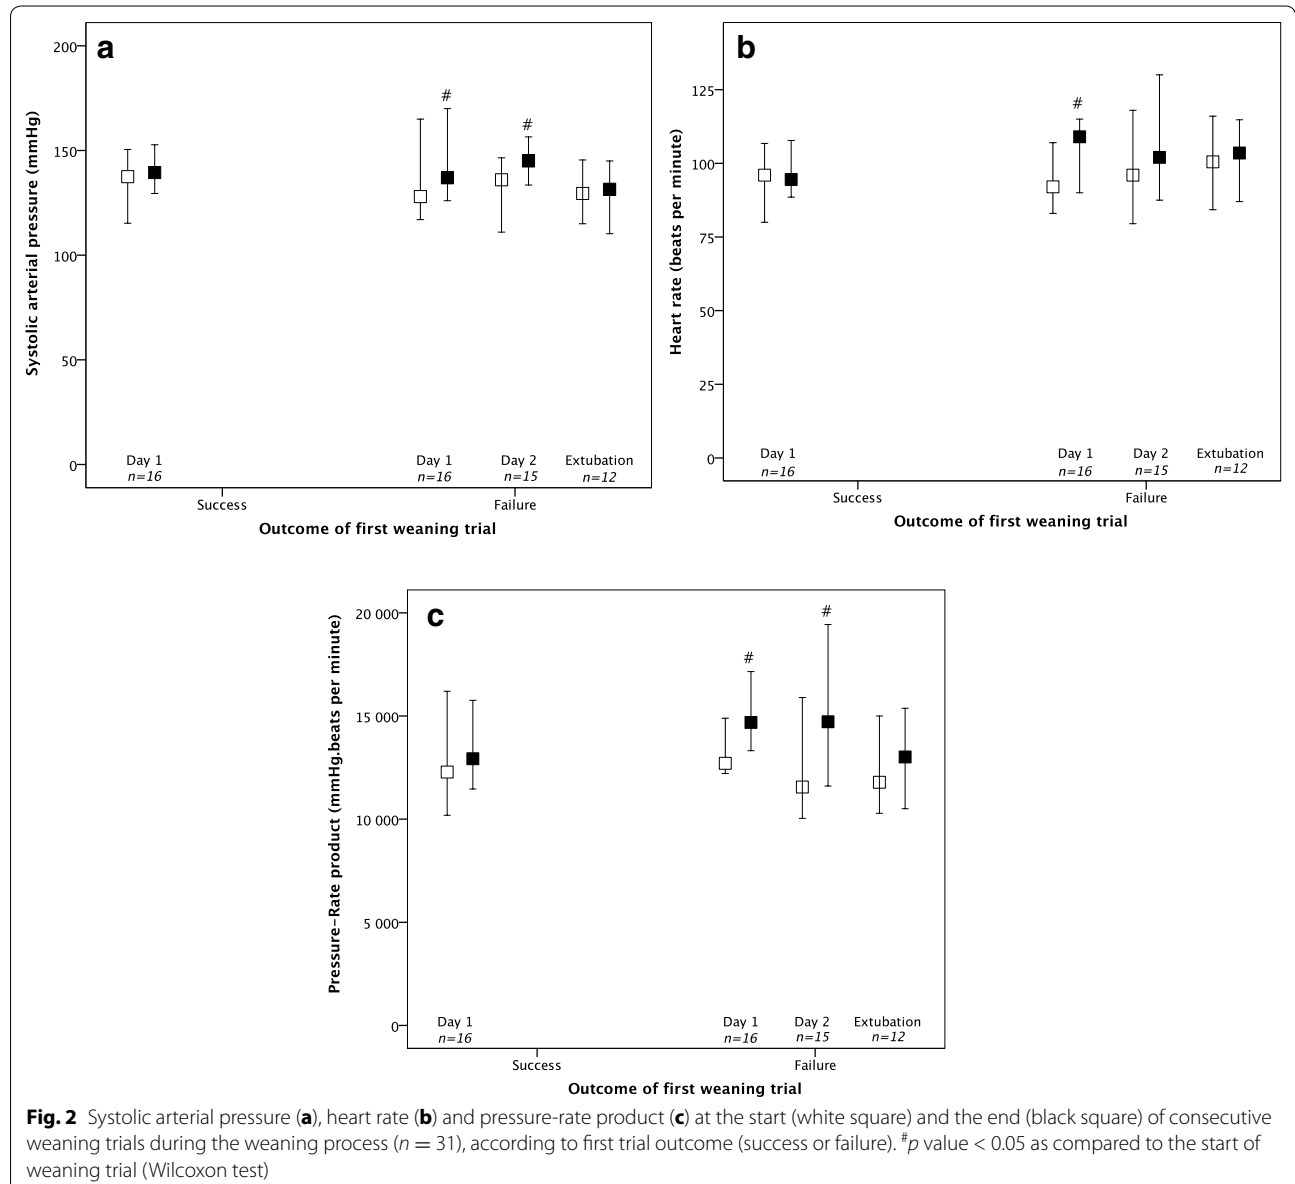 a
200
150
100
50
0
Systolic arterial pressure (mmHg)
#
#
Day 1
n=16
Day 1
n=16
Day 2
n=15
Extubation
n=12
Success
Failure
Outcome of first weaning trial
b
125
100
75
50
25
0
Heart rate (beats per minute)
#
Day 1
n=16
Day 1
n=16
Day 2
n=15
Extubation
n=12
Success
Failure
Outcome of first weaning trial
c
20 000
15 000
10 000
5 000
0
Pressure-Rate product (mmHg.beats per minute)
#
#
Day 1
n=16
Day 1
n=16
Day 2
n=15
Extubation
n=12
Success
Failure
Outcome of first weaning trial
Fig. 2 Systolic arterial pressure (a), heart rate (b) and pressure-rate product (c) at the start (white square) and the end (black square) of consecutive
weaning trials during the weaning process (n = 31), according to first trial outcome (success or failure). #p value < 0.05 as compared to the start of
weaning trial (Wilcoxon test)